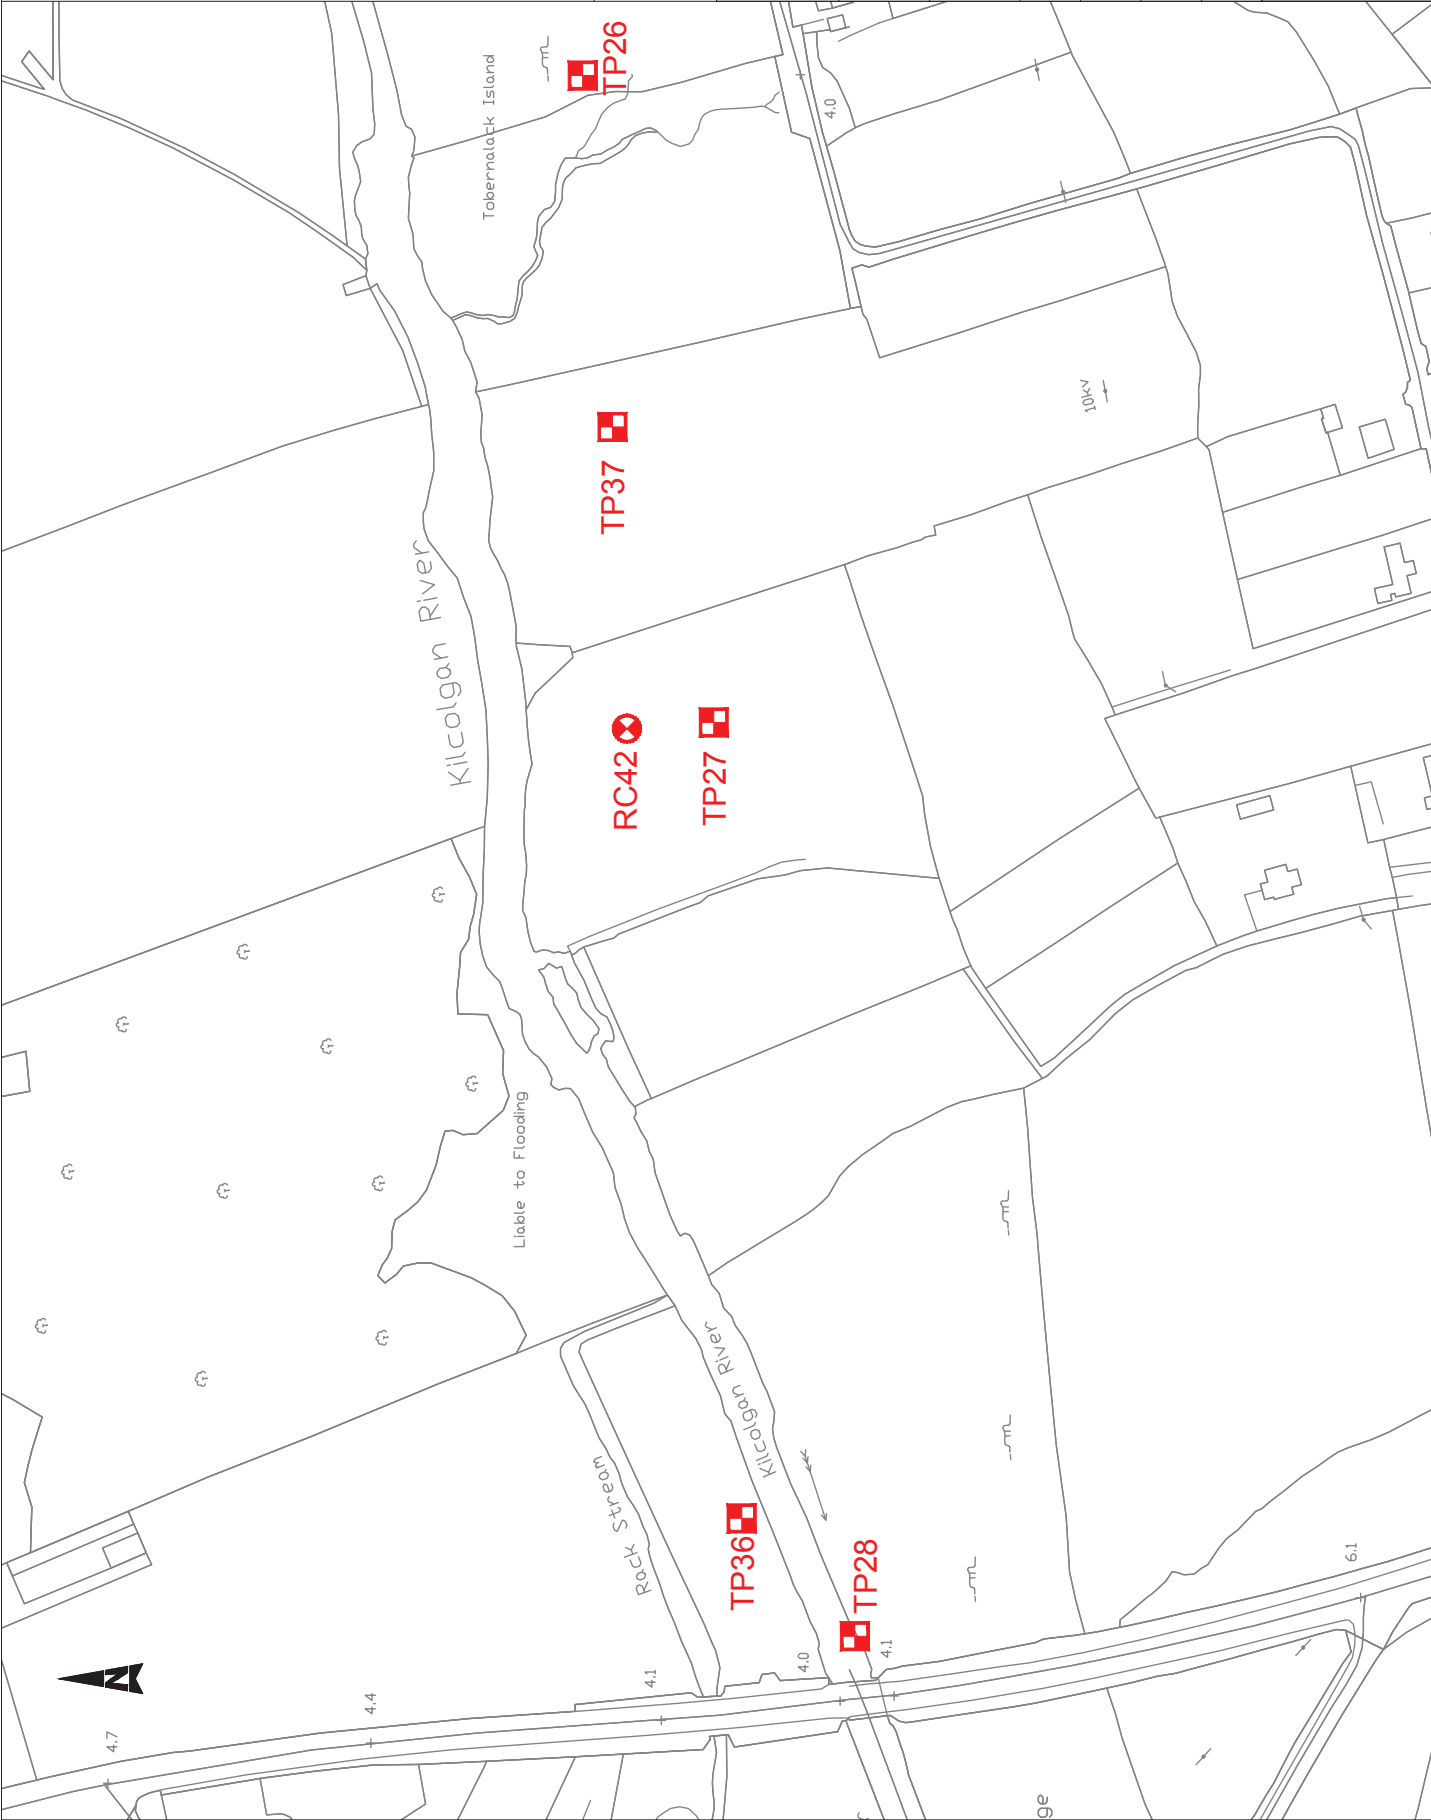 Tobernalack Island
TP26
4.0
TP37
10KV
Kilcolgan River
RC42
TP27
Liable to Flooding
Kilcolgan River
Rock Stream
TP36
TP28
4.0
4.1
4.1
4.4
4.7
6.1
N
ge